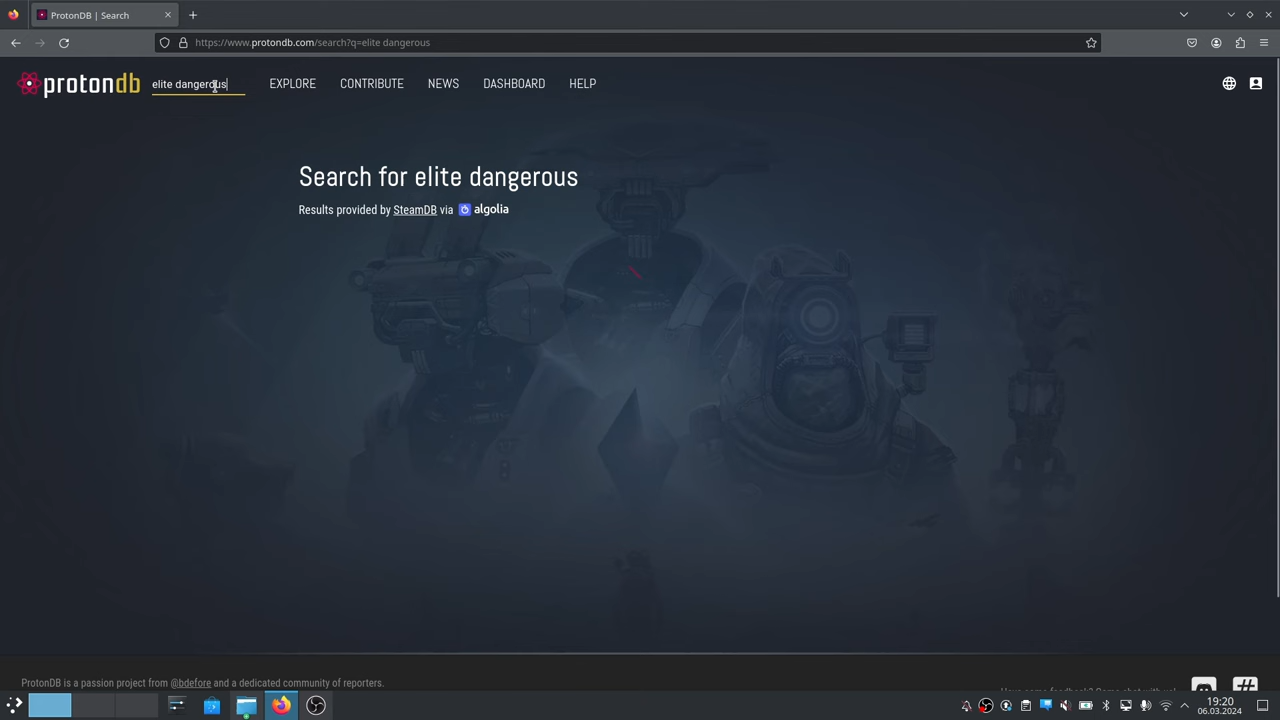 ProtonDB | Search
https://www.protondb.com/search?q=elite dangerous
protondb
elite dangerous
EXPLORE
CONTRIBUTE
NEWS
DASHBOARD
HELP
Search for elite dangerous
Results provided by SteamDB via algolia
ProtonDB is a passion project from @bdefore and a dedicated community of reporters.
19:20
06.03.2024